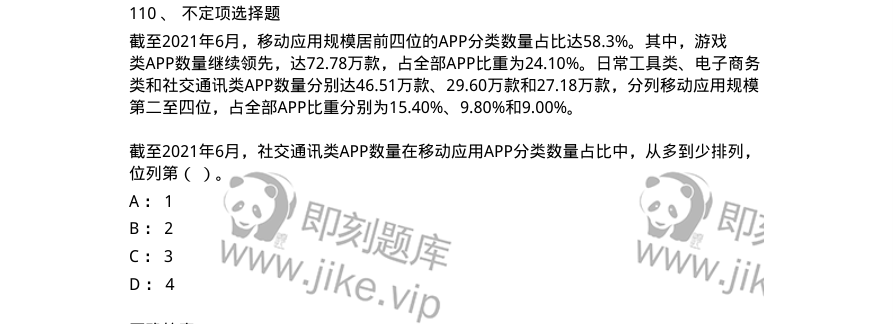 110 、 不定项选择题
截至2021年6月，移动应用规模居前四位的APP分类数量占比达58.3%。其中，游戏
类APP数量继续领先，达72.78万款，占全部APP比重为24.10%。日常工具类、电子商务
类和社交通讯类APP数量分别达46.51万款、29.60万款和27.18万款，分列移动应用规模
第二至四位，占全部APP比重分别为15.40%、9.80%和9.00%。
截至2021年6月，社交通讯类APP数量在移动应用APP分类数量占比中，从多到少排列，
位列第（ ）。
A： 1
B： 2
C： 3
D： 4
即刻题库
www.jike.vip
即刻
www.ji